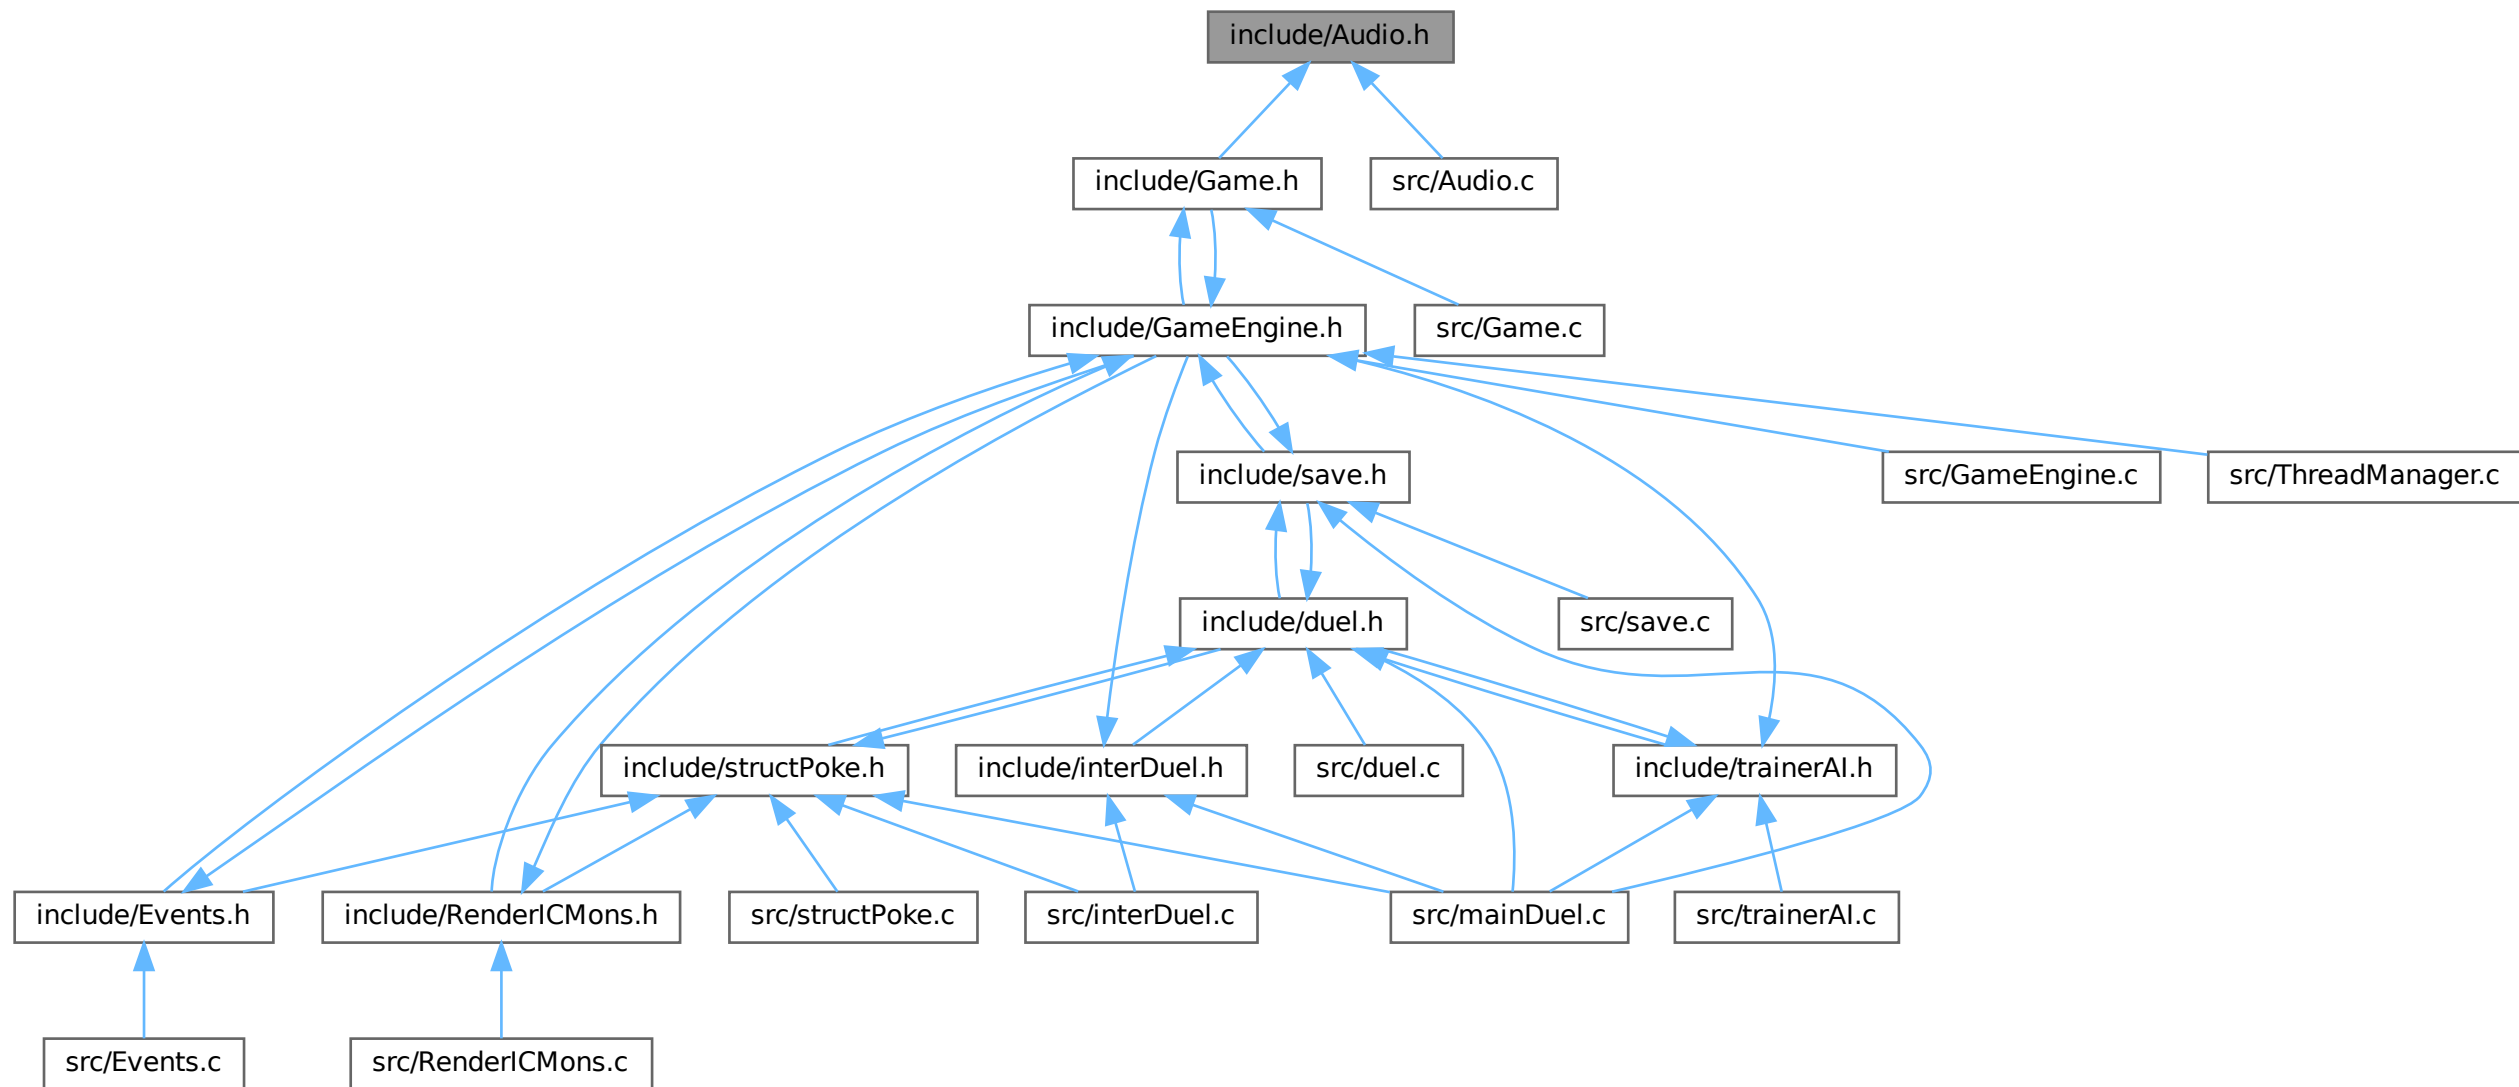 include/Audio.h
include/Game.h
src/Audio.c
include/GameEngine.h
src/Game.c
include/save.h
src/GameEngine.c
src/ThreadManager.c
include/duel.h
src/save.c
include/structPoke.h
include/interDuel.h
src/duel.c
include/trainerAI.h
include/Events.h
include/RenderICMons.h
src/structPoke.c
src/interDuel.c
src/mainDuel.c
src/trainerAI.c
src/Events.c
src/RenderICMons.c